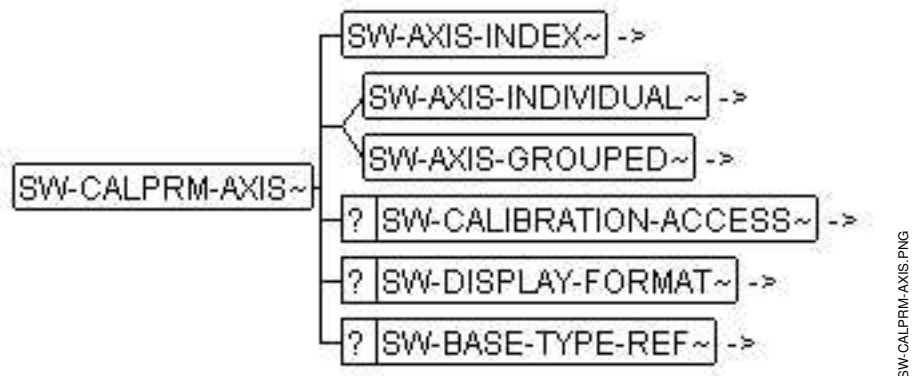 SW-AXIS-INDEX~ ->
SW-AXIS-INDIVIDUAL~ ->
SW-AXIS-GROUPED~ ->
SW-CALPRM-AXIS~
? SW-CALIBRATION-ACCESS~ ->
? SW-DISPLAY-FORMAT~ ->
? SW-BASE-TYPE-REF~ ->
SW-CALPRM-AXIS.PNG